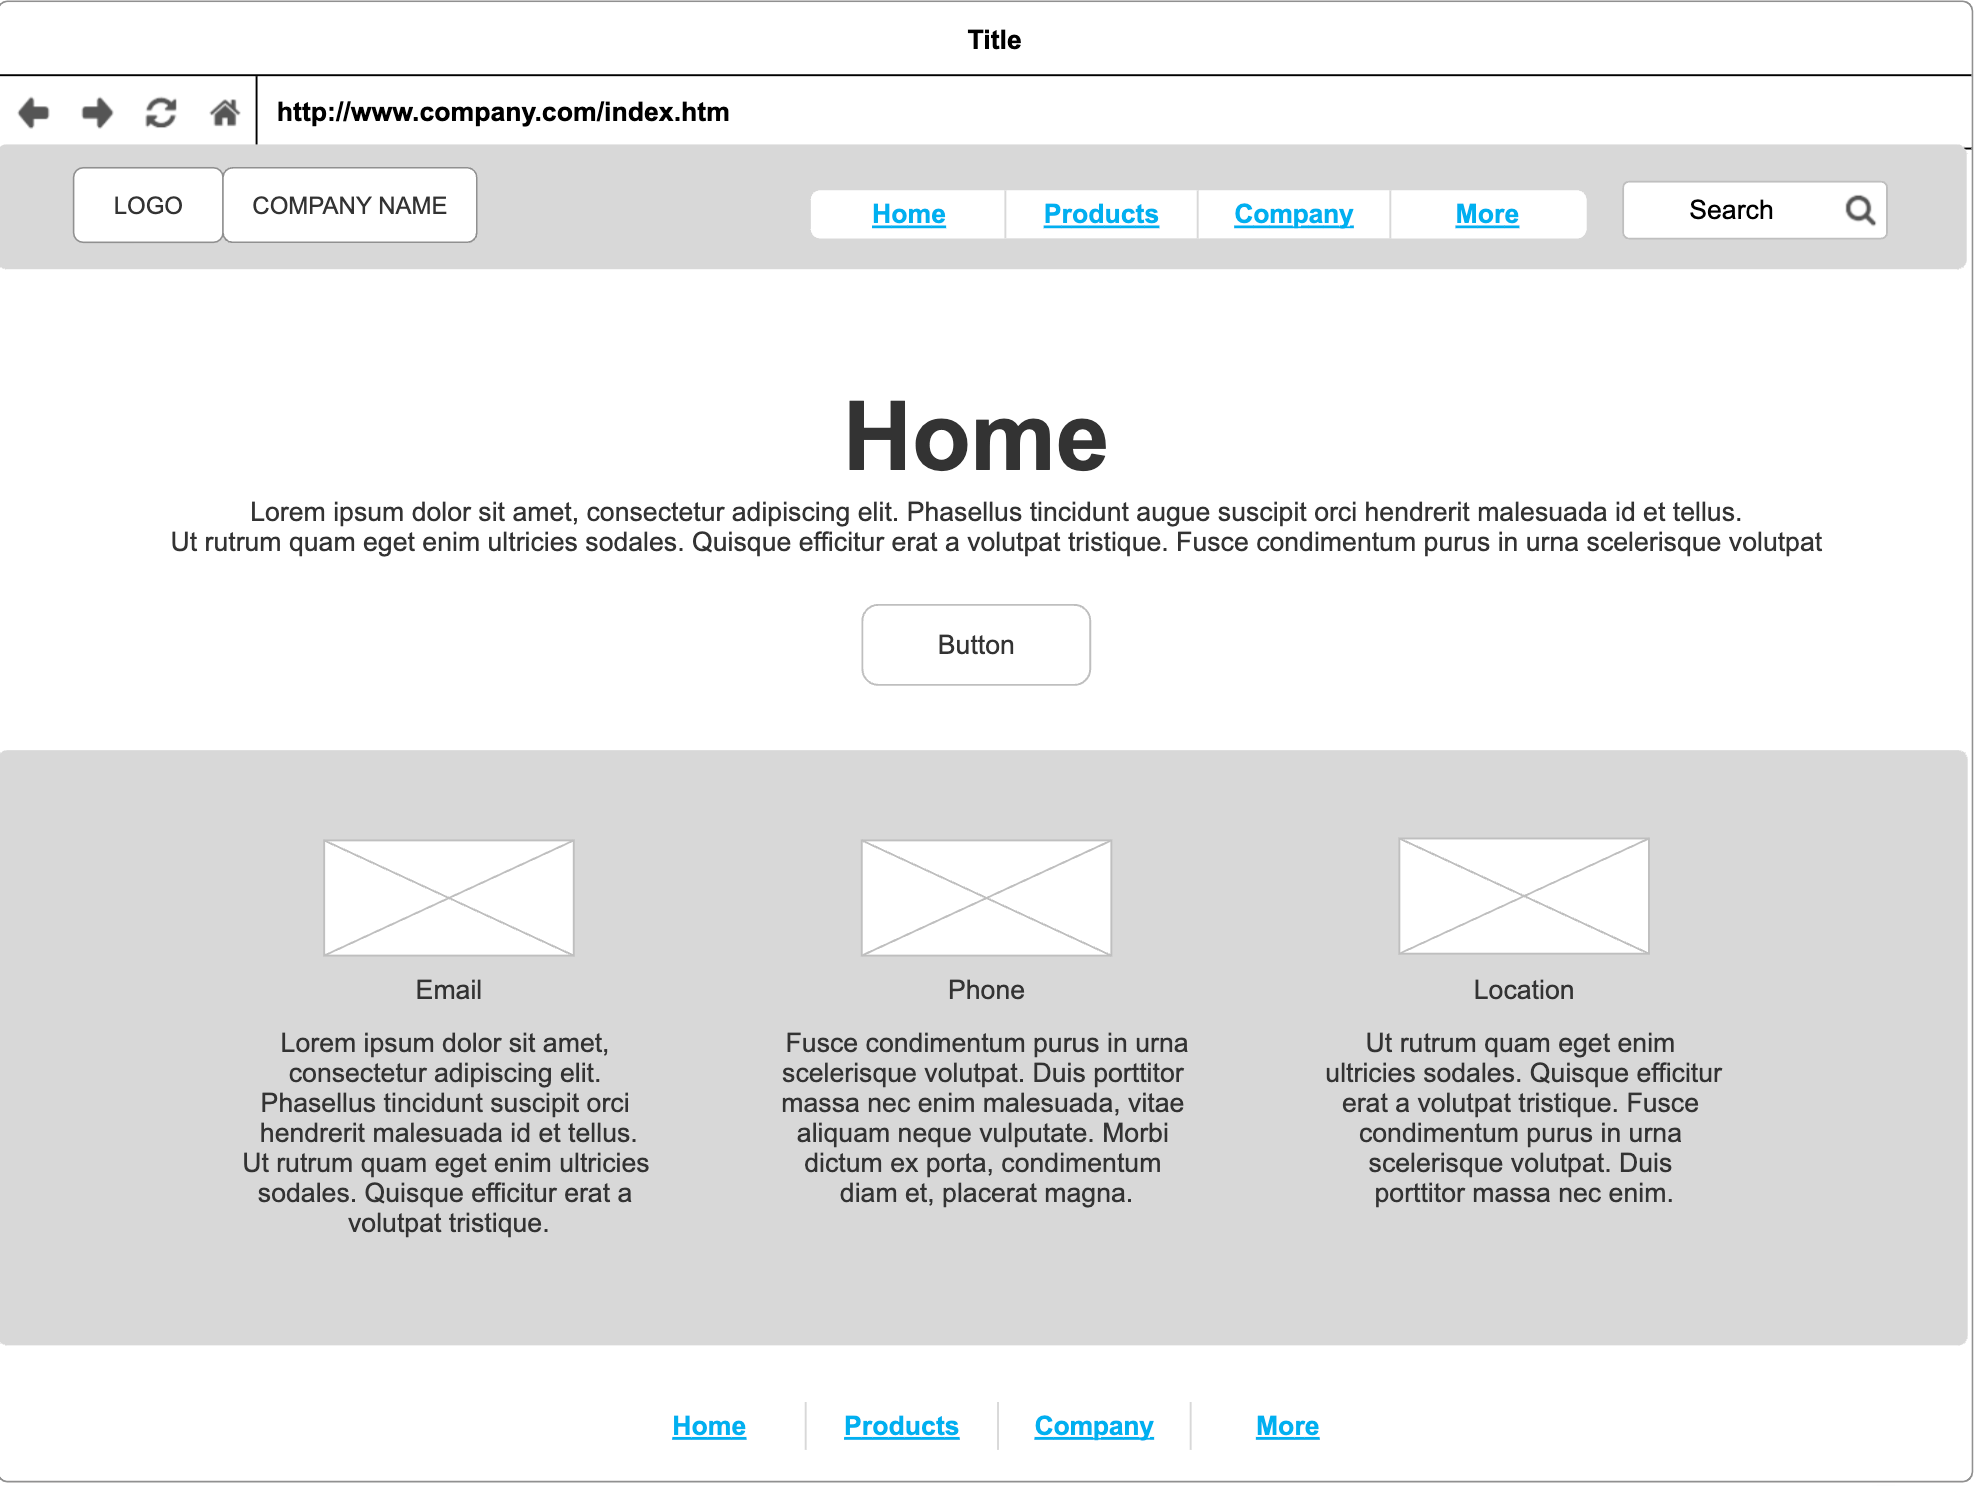 Title
http://www.company.com/index.htm
LOGO
COMPANY NAME
Home
Products
Company
More
Search
Home
Lorem ipsum dolor sit amet, consectetur adipiscing elit. Phasellus tincidunt augue suscipit orci hendrerit malesuada id et tellus.
Ut rutrum quam eget enim ultricies sodales. Quisque efficitur erat a volutpat tristique. Fusce condimentum purus in urna scelerisque volutpat
Button
Email
Lorem ipsum dolor sit amet,
consectetur adipiscing elit.
Phasellus tincidunt suscipit orci
hendrerit malesuada id et tellus.
Ut rutrum quam eget enim ultricies
sodales. Quisque efficitur erat a
volutpat tristique.
Phone
Fusce condimentum purus in urna
scelerisque volutpat. Duis porttitor
massa nec enim malesuada, vitae
aliquam neque vulputate. Morbi
dictum ex porta, condimentum
diam et, placerat magna.
Location
Ut rutrum quam eget enim
ultricies sodales. Quisque efficitur
erat a volutpat tristique. Fusce
condimentum purus in urna
scelerisque volutpat. Duis
porttitor massa nec enim.
Home
Products
Company
More